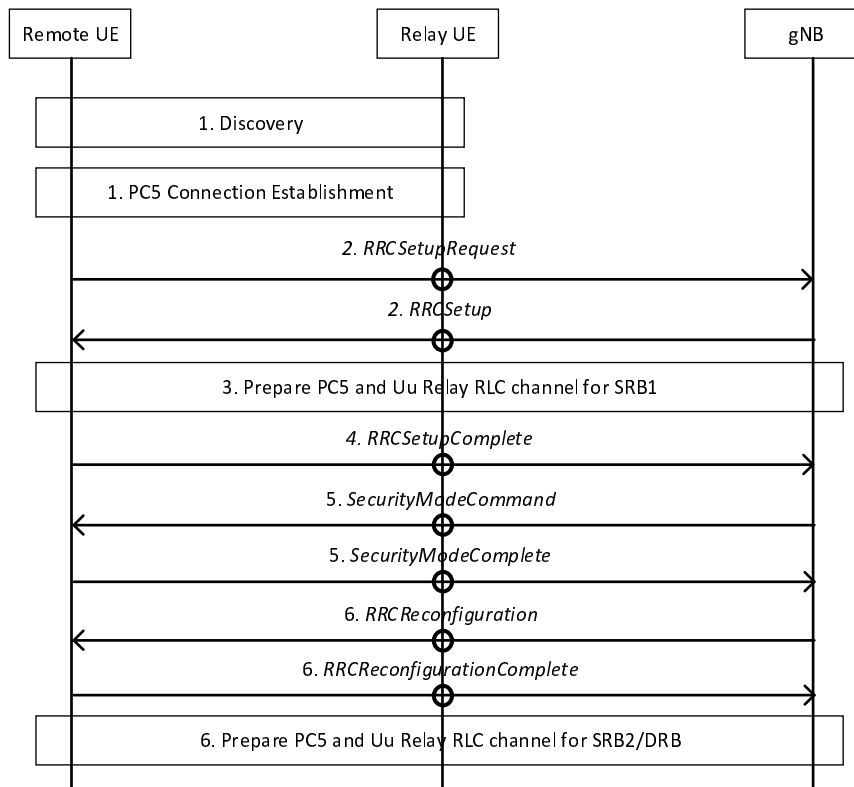 Remote UE
Relay UE
gNB
1. Discovery
1. PC5 Connection Establishment
2. RRCSetupRequest
2. RRCSetup
3. Prepare PC5 and Uu Relay RLC channel for SRB1
4. RRCSetupComplete
5. SecurityModeCommand
5. SecurityModeComplete
6. RRCReconfiguration
6. RRCReconfigurationComplete
6. Prepare PC5 and Uu Relay RLC channel for SRB2/DRB